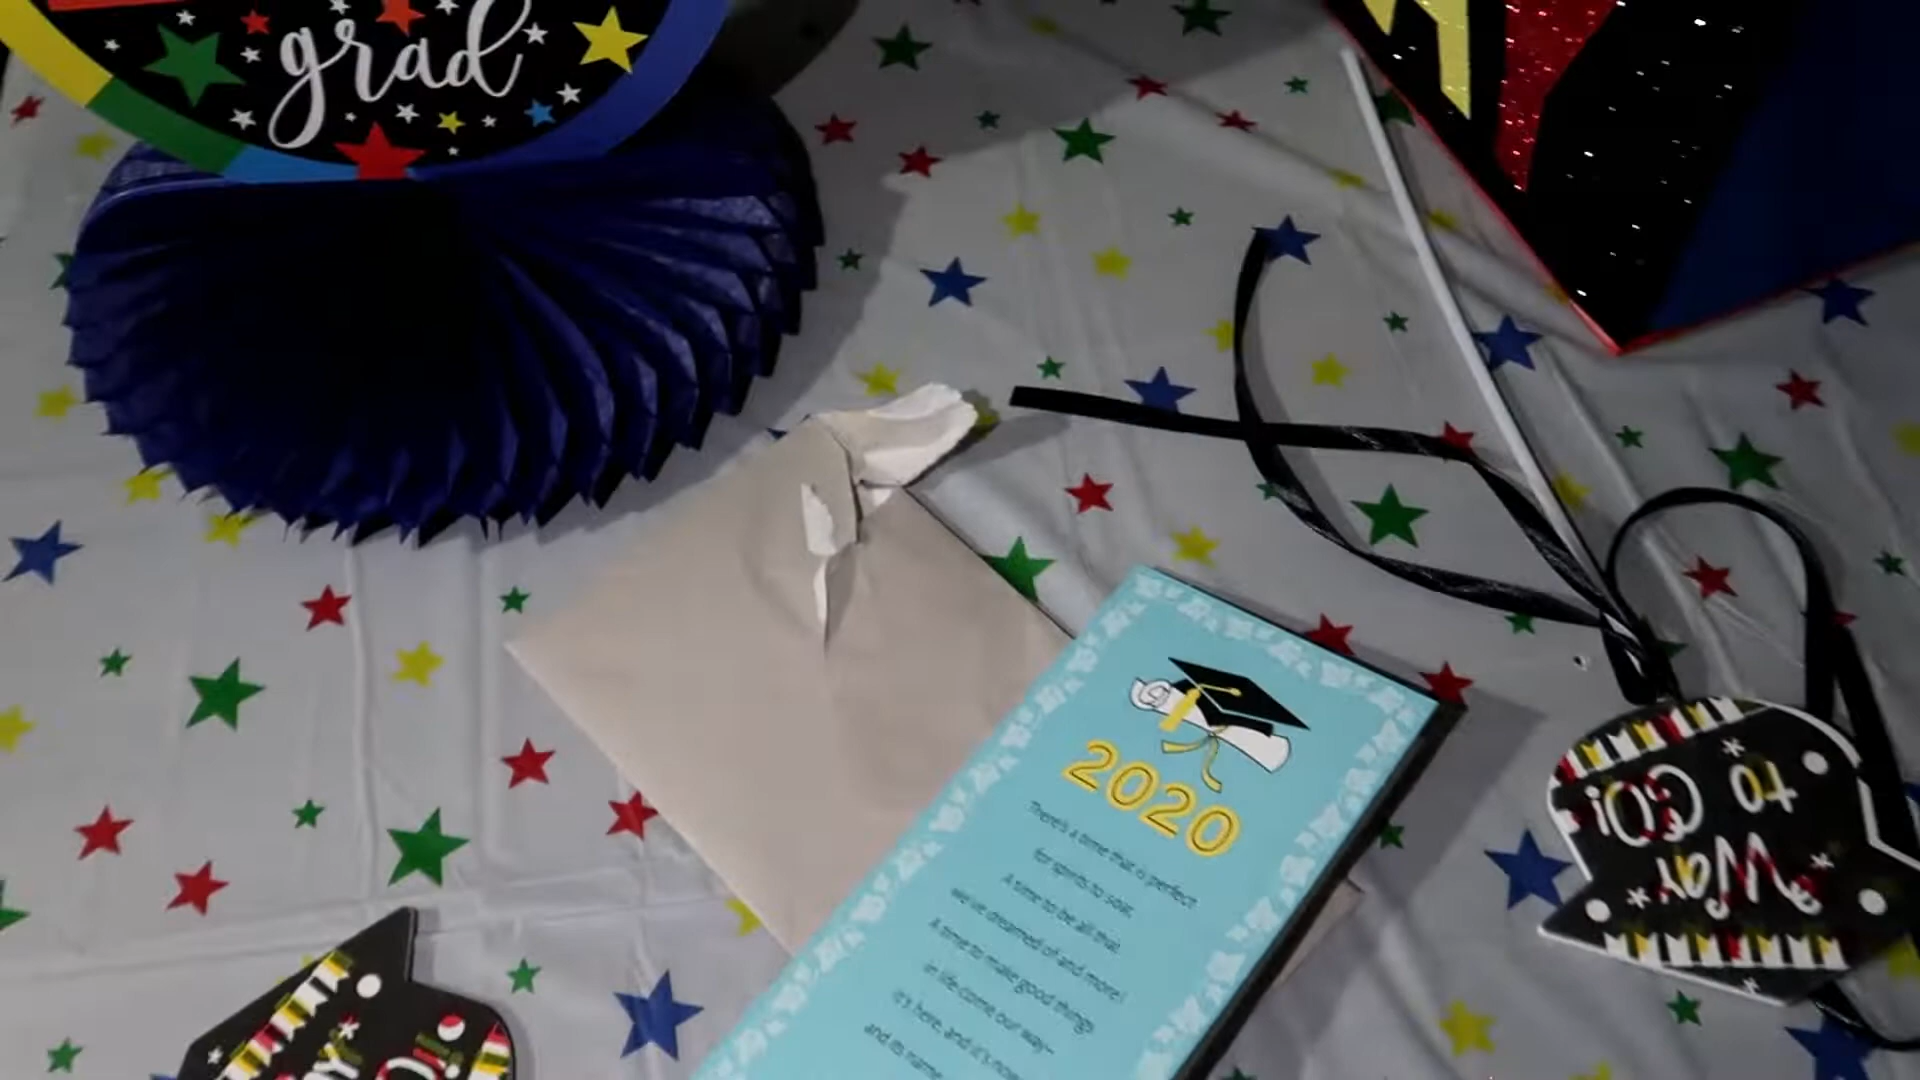 grad
2020
There's a time that is perfect
for spirits to soar,
A time to be all that
we've dreamed of and more!
A time to make good things
in life come our way—
It's here, and it's now
and its name
Way
to GO!